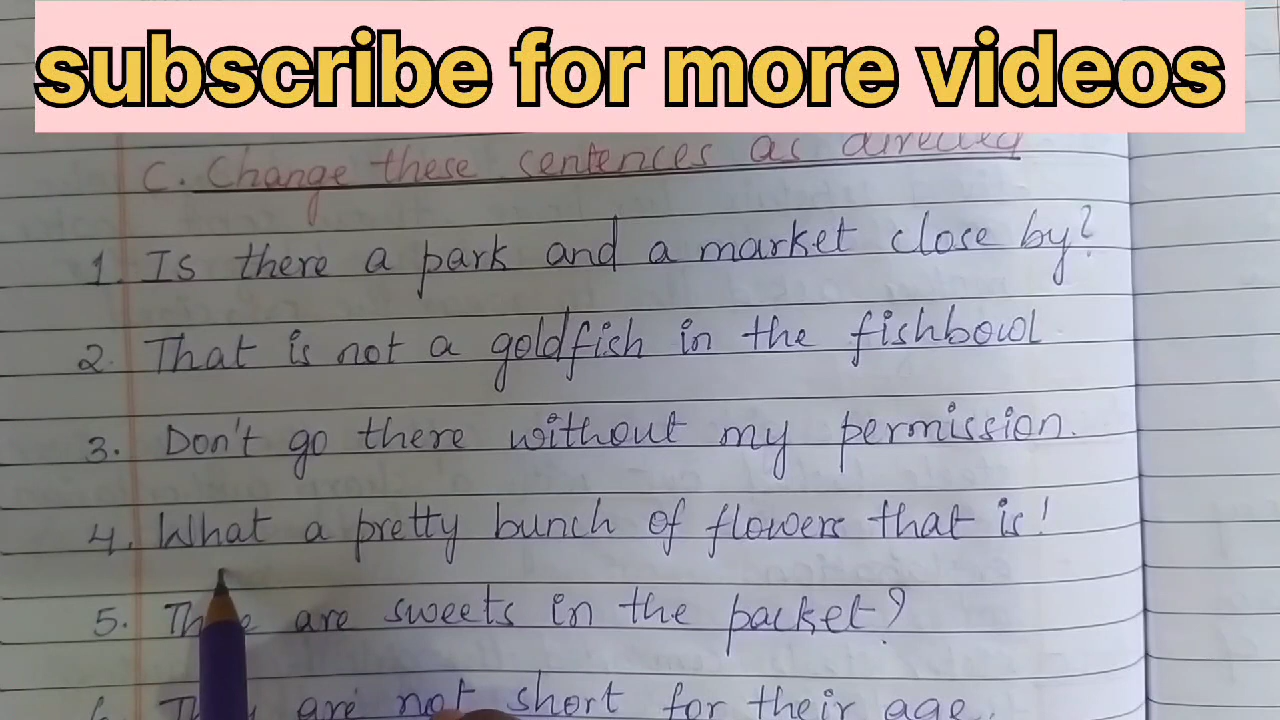 subscribe for more videos
C. Change these sentences as directed
1. Is there a park and a market close by?
2. That is not a goldfish in the fishbowl
3. Don't go there without my permission.
4. What a pretty bunch of flowers that is!
5. are sweets in the packet?
are not short for their age.